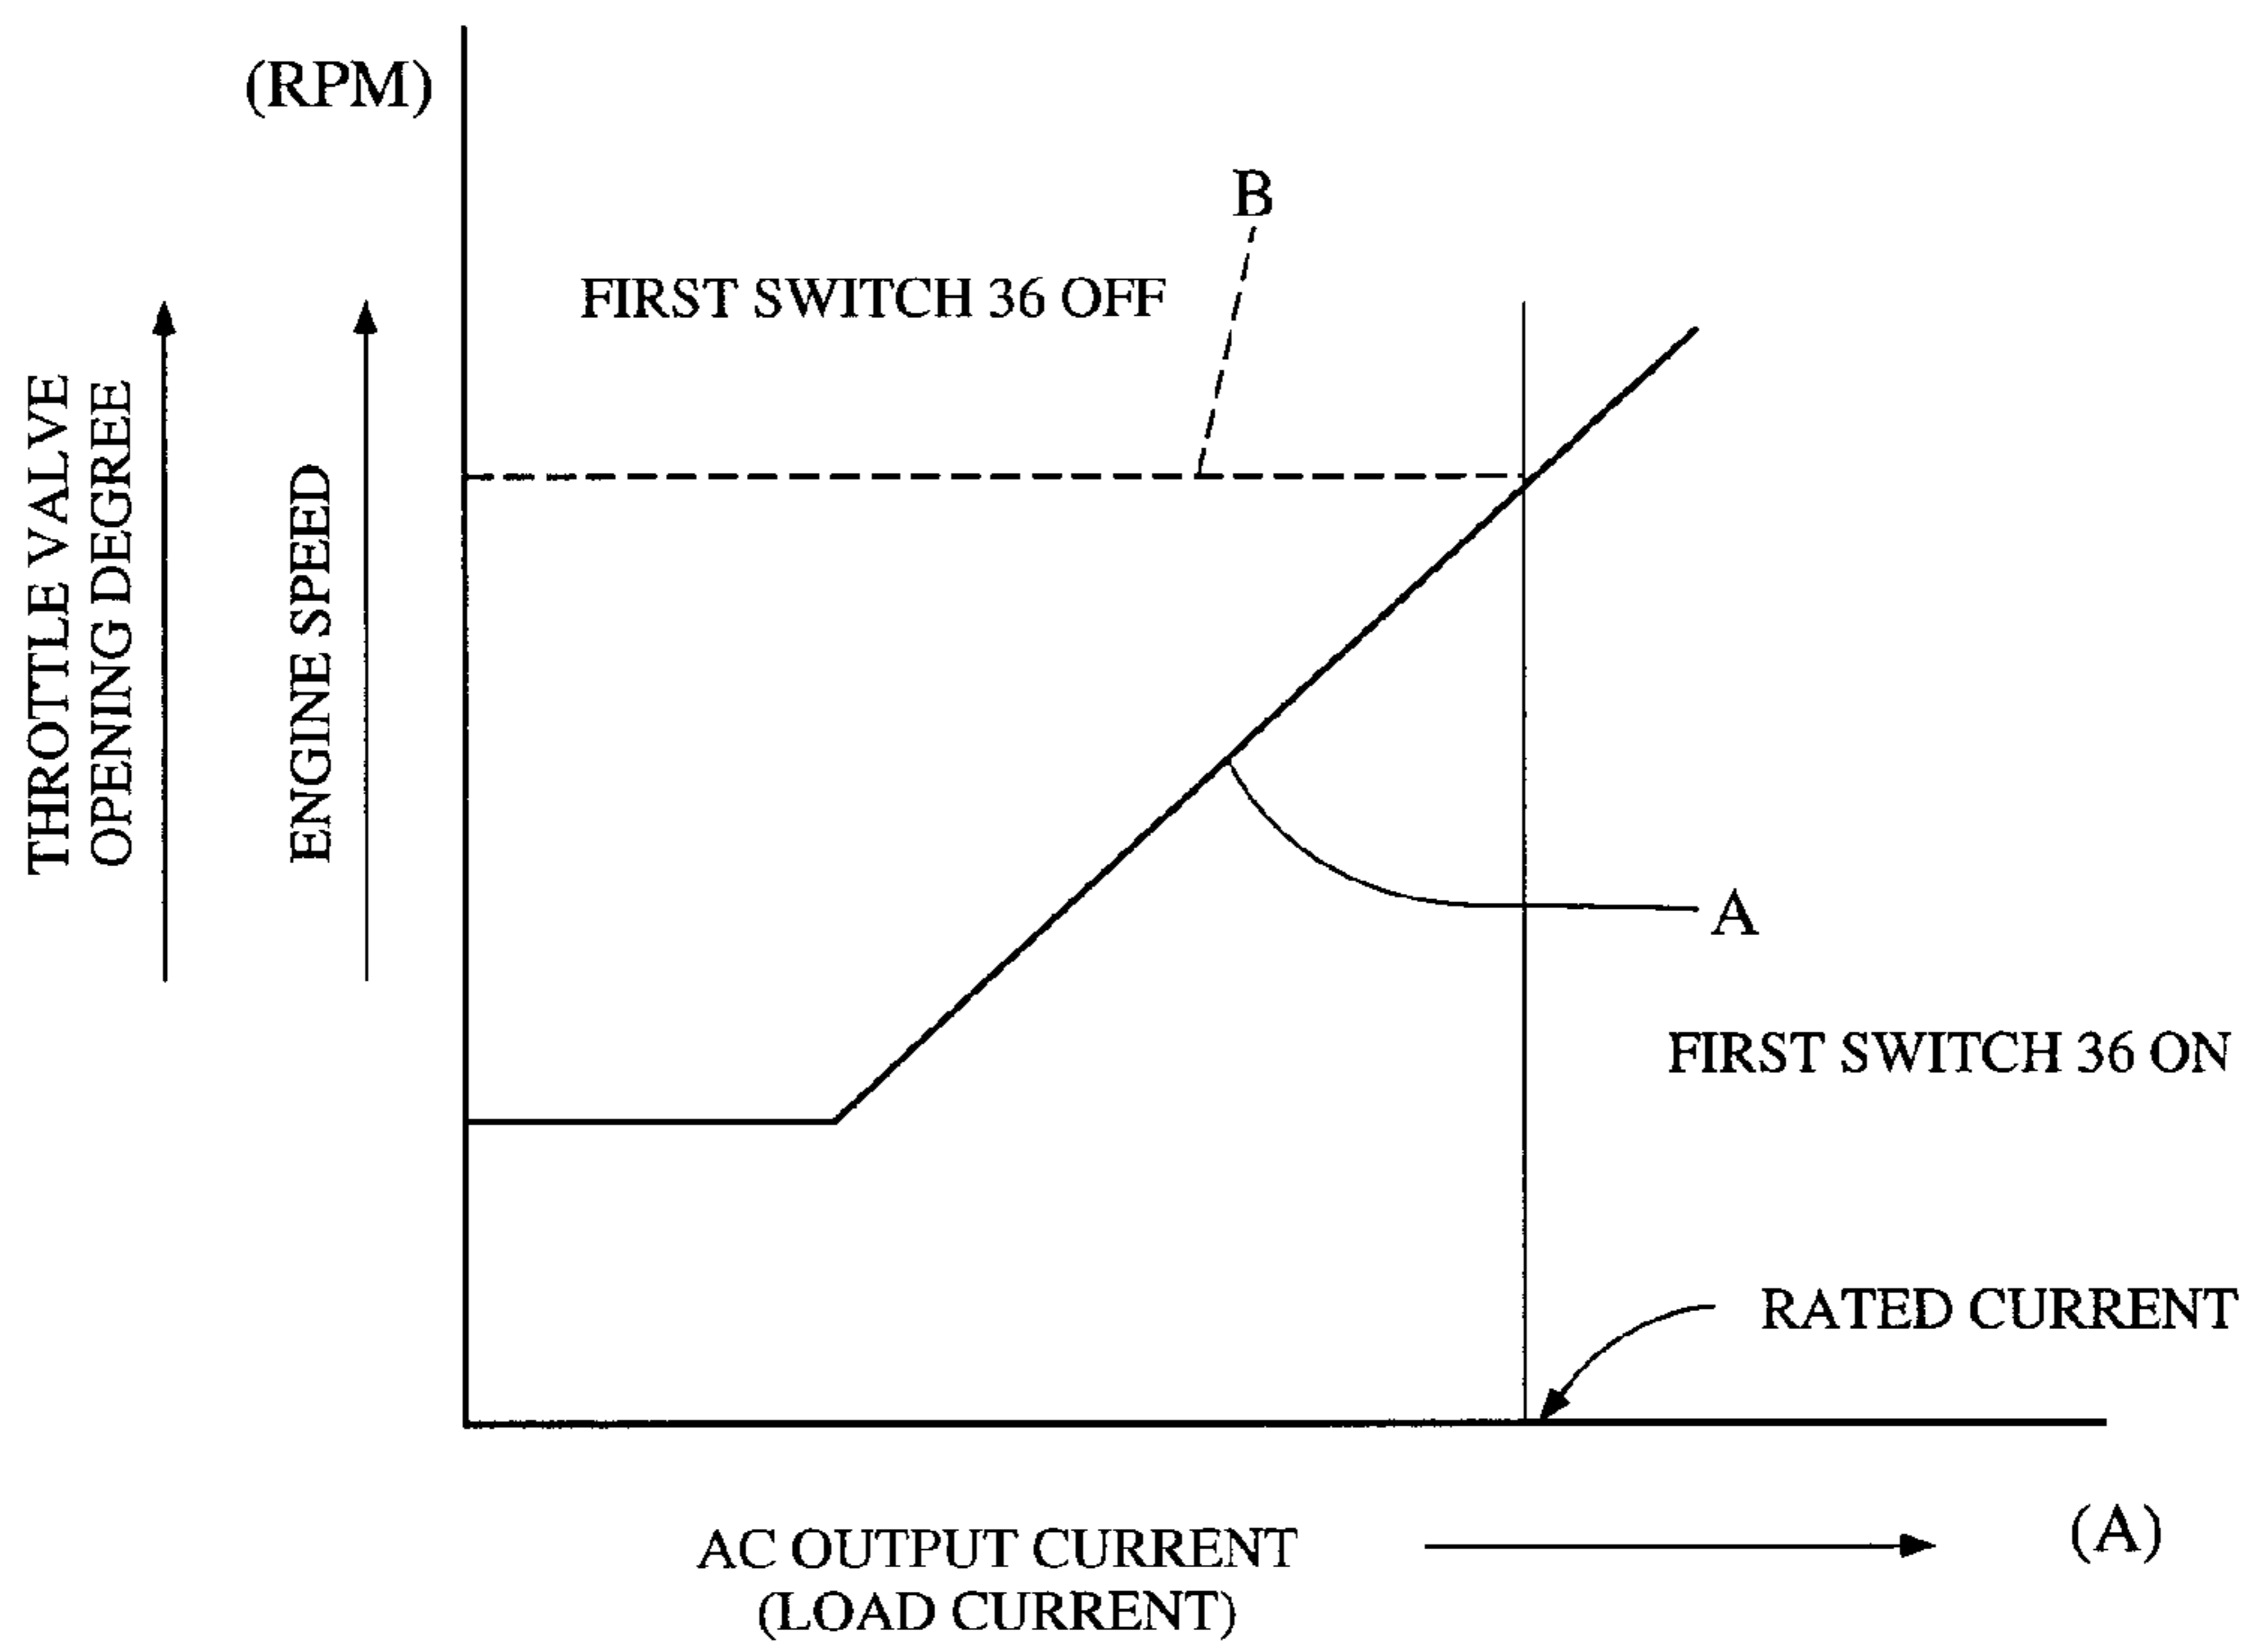 (RPM)
B
FIRST SWITCH 36 OFF
THROTTLE VALVE
OPENING DEGREE
ENGINE SPEED
A
FIRST SWITCH 36 ON
RATED CURRENT
(A)
AC OUTPUT CURRENT
(LOAD CURRENT)